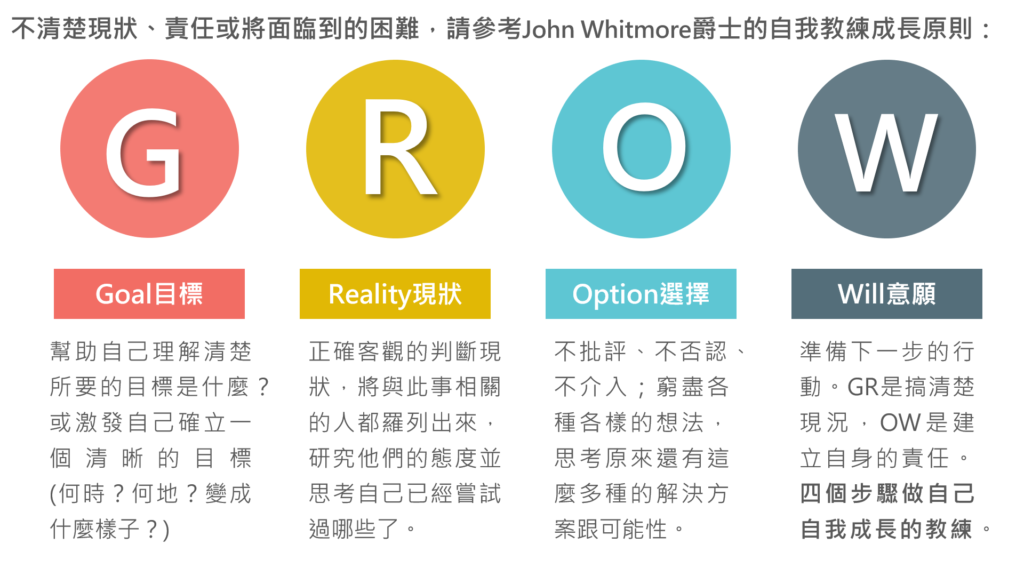 不清楚現狀、責任或將面臨到的困難，請參考John Whitmore爵士的自我教練成長原則：
G
R
O
W
Goal目標
Reality現狀
Option選擇
Will意願
幫助自己理解清楚
所要的目標是什麼？
或激發自己確立一
個清晰的目標
(何時？何地？變成
什麼樣子？)
正確客觀的判斷現
狀，將與此事相關
的人都羅列出來，
研究他們的態度並
思考自己已經嘗試
過哪些了。
不批評、不否認、
不介入；窮盡各
種各樣的想法，
思考原來還有這
麼多種的解決方
案跟可能性。
準備下一步的行
動。GR是搞清楚
現況，OW是建
立自身的責任。
四個步驟做自己
自我成長的教練。